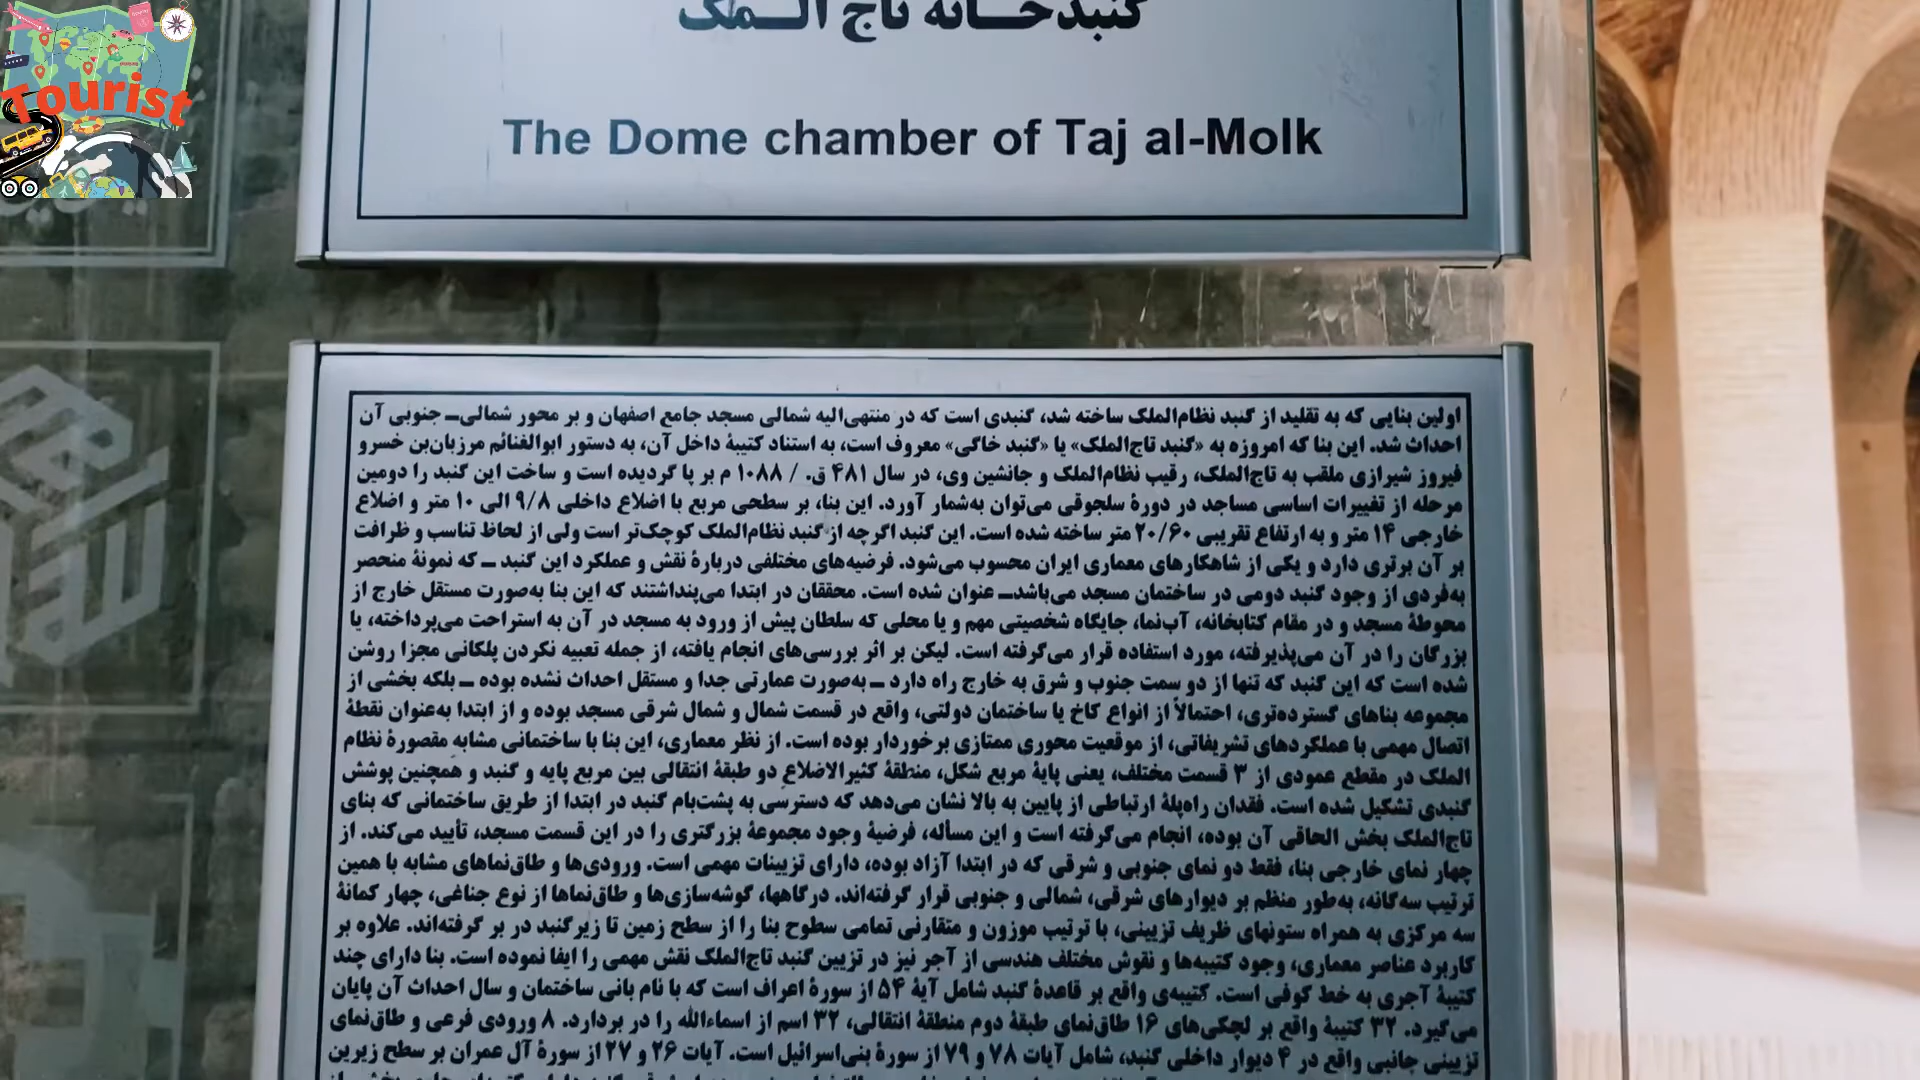 Tourist
گنبدخانه تاج الملک
The Dome chamber of Taj al-Molk
اولین بنایی که به تقلید از گنبد نظام‌الملک ساخته شد، گنبدی است که در منتهی‌الیه شمالی مسجد جامع اصفهان و بر محور شمالی‌ـ جنوبی آن
احداث شد. این بنا که امروزه به «گنبد تاج‌الملک» یا «گنبد خاگی» معروف است، به استناد کتیبهٔ داخل آن، به دستور ابوالغنائم مرزبان‌بن خسرو
فیروز شیرازی ملقب به تاج‌الملک، رقیب نظام‌الملک و جانشین وی، در سال ۴۸۱ ق. / ۱۰۸۸ م بر پا گردیده است و ساخت این گنبد را دومین
مرحله از تغییرات اساسی مساجد در دورهٔ سلجوقی می‌توان به‌شمار آورد. این بنا، بر سطحی مربع با اضلاع داخلی ۹/۸ الی ۱۰ متر و اضلاع
خارجی ۱۴ متر و به ارتفاع تقریبی ۲۰/۶۰ متر ساخته شده است. این گنبد اگرچه از گنبد نظام‌الملک کوچک‌تر است ولی از لحاظ تناسب و ظرافت
بر آن برتری دارد و یکی از شاهکارهای معماری ایران محسوب می‌شود. فرضیه‌های مختلفی دربارهٔ نقش و عملکرد این گنبد ـ که نمونهٔ منحصر
به‌فردی از وجود گنبد دومی در ساختمان مسجد می‌باشدـ عنوان شده است. محققان در ابتدا می‌پنداشتند که این بنا به‌صورت مستقل خارج از
محوطهٔ مسجد و در مقام کتابخانه، آب‌نما، جایگاه شخصیتی مهم و یا محلی که سلطان پیش از ورود به مسجد در آن به استراحت می‌پرداخته، یا
بزرگان را در آن می‌پذیرفته، مورد استفاده قرار می‌گرفته است. لیکن بر اثر بررسی‌های انجام یافته، از جمله تعبیه نکردن پلکانی مجزا روشن
شده است که این گنبد که تنها از دو سمت جنوب و شرق به خارج راه دارد ـ به‌صورت عمارتی جدا و مستقل احداث نشده بوده ـ بلکه بخشی از
مجموعه بناهای گسترده‌تری، احتمالاً از انواع کاخ یا ساختمان دولتی، واقع در قسمت شمال و شمال شرقی مسجد بوده و از ابتدا به‌عنوان نقطهٔ
اتصال مهمی با عملکردهای تشریفاتی، از موقعیت محوری ممتازی برخوردار بوده است. از نظر معماری، این بنا با ساختمانی مشابه مقصورهٔ نظام
الملک در مقطع عمودی از ۳ قسمت مختلف، یعنی پایهٔ مربع شکل، منطقهٔ کثیرالاضلاع دو طبقهٔ انتقالی بین مربع پایه و گنبد و همچنین پوشش
گنبدی تشکیل شده است. فقدان راه‌پلهٔ ارتباطی از پایین به بالا نشان می‌دهد که دسترسی به پشت‌بام گنبد در ابتدا از طریق ساختمانی که بنای
تاج‌الملک بخش الحاقی آن بوده، انجام می‌گرفته است و این مسأله، فرضیهٔ وجود مجموعهٔ بزرگتری را در این قسمت مسجد، تأیید می‌کند. از
چهار نمای خارجی بنا، فقط دو نمای جنوبی و شرقی که در ابتدا آزاد بوده، دارای تزیینات مهمی است. ورودی‌ها و طاق‌نماهای مشابه با همین
ترتیب سه‌گانه، به‌طور منظم بر دیوارهای شرقی، شمالی و جنوبی قرار گرفته‌اند. درگاهها، گوشه‌سازی‌ها و طاق‌نماها از نوع جناغی، چهار کمانهٔ
سه مرکزی به همراه ستونهای ظریف تزیینی، با ترتیب موزون و متقارنی تمامی سطوح بنا را از سطح زمین تا زیرگنبد در بر گرفته‌اند. علاوه بر
کاربرد عناصر معماری، وجود کتیبه‌ها و نقوش مختلف هندسی از آجر نیز در تزیین گنبد تاج‌الملک نقش مهمی را ایفا نموده است. بنا دارای چند
کتیبهٔ آجری به خط کوفی است. کتیبه‌ی واقع بر قاعدهٔ گنبد شامل آیهٔ ۵۴ از سورهٔ اعراف است که با نام بانی ساختمان و سال احداث آن پایان
می‌گیرد. ۳۲ کتیبهٔ واقع بر لچکی‌های ۱۶ طاق‌نمای طبقهٔ دوم منطقهٔ انتقالی، ۳۲ اسم از اسماءالله را در بردارد. ۸ ورودی فرعی و طاق‌نمای
تزیینی جانبی واقع در ۴ دیوار داخلی گنبد، شامل آیات ۷۸ و ۷۹ از سورهٔ بنی‌اسرائیل است. آیات ۲۶ و ۲۷ از سورهٔ آل عمران بر سطح زیرین